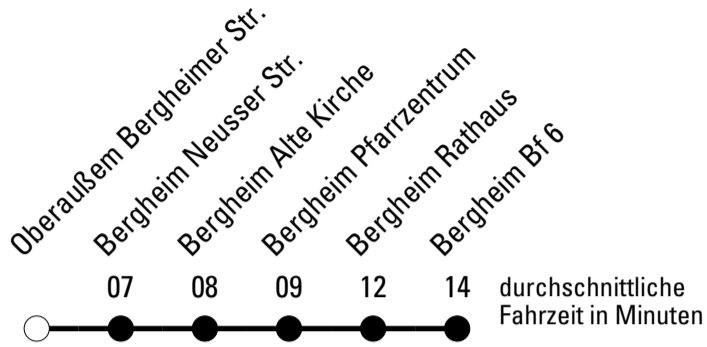 Oberaußem Bergheimer Str.
Bergheim Neusser Str.
Bergheim Alte Kirche
Bergheim Pfarrzentrum
Bergheim Rathaus
Bergheim Bf 6
07 08 09 12 14
durchschnittliche
Fahrzeit in Minuten